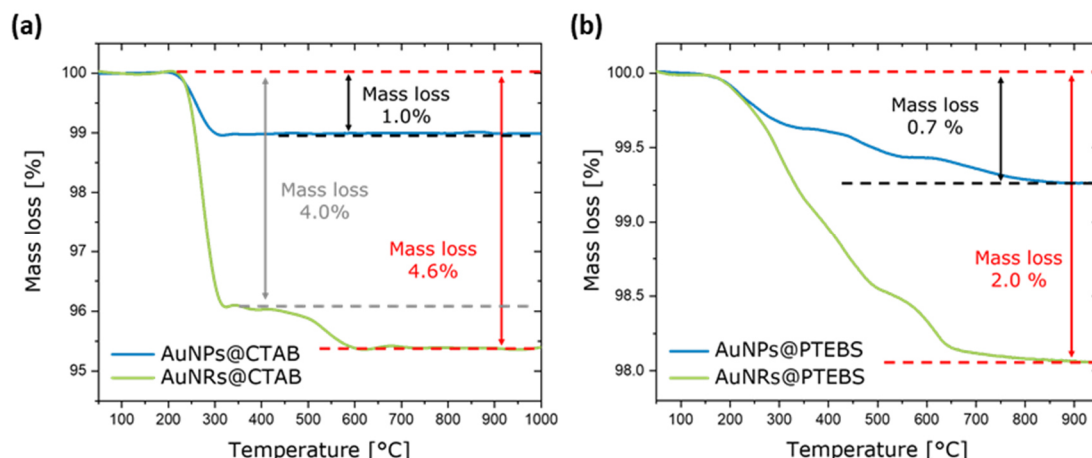 (a)
100
99
98
97
96
95
Mass loss [%]
Mass loss
1.0%
Mass loss
4.0%
Mass loss
4.6%
AuNPs@CTAB
AuNRs@CTAB
100 200 300 400 500 600 700 800 900 1000
Temperature [°C]
(b)
100.0
99.5
99.0
98.5
98.0
Mass loss [%]
Mass loss
0.7 %
Mass loss
2.0 %
AuNPs@PTEBS
AuNRs@PTEBS
100 200 300 400 500 600 700 800 900
Temperature [°C]